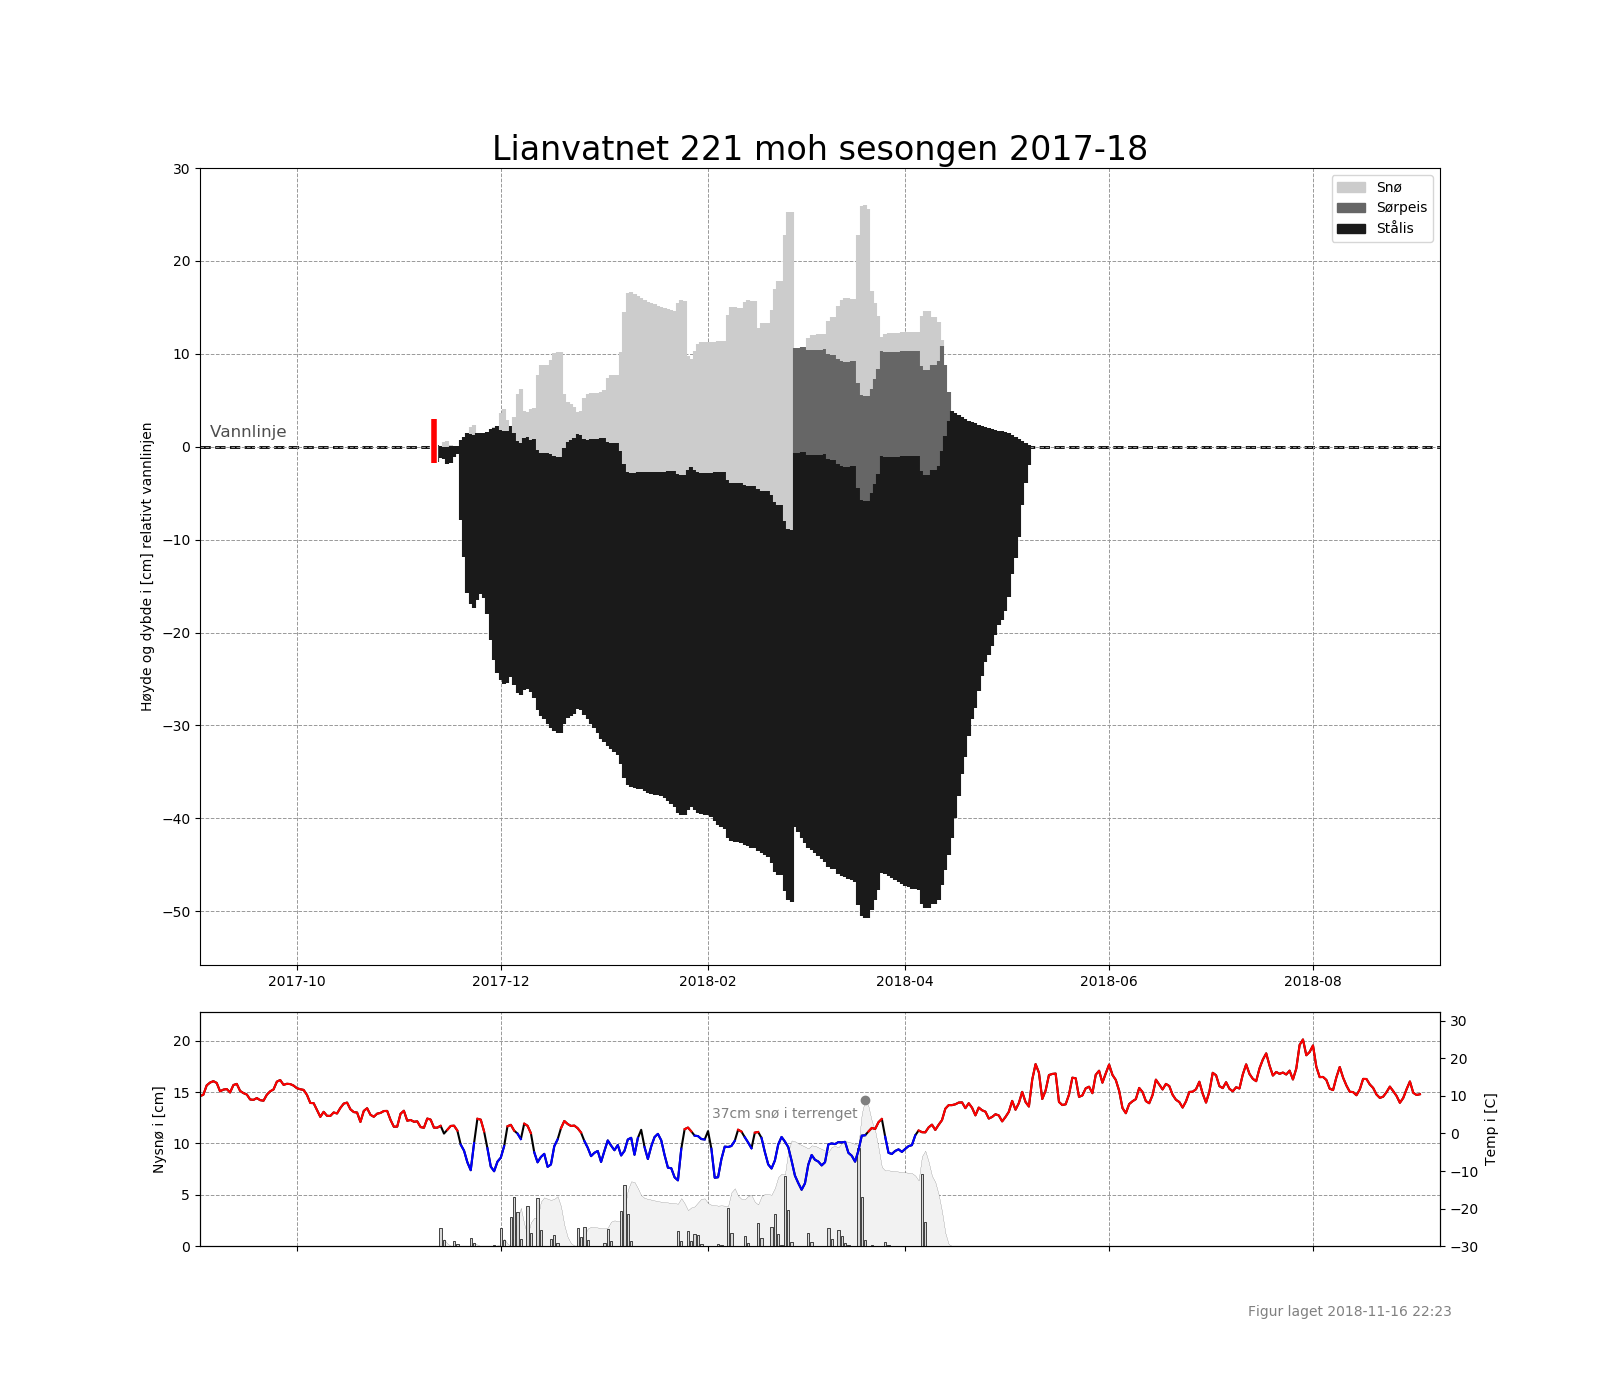 Lianvatnet 221 moh sesongen 2017-18
30
20
10
0
−10
−20
−30
−40
−50
Høyde og dybde i [cm] relativt vannlinjen
Vannlinje
Snø
Sørpeis
Stålis
2017-10
2017-12
2018-02
2018-04
2018-06
2018-08
20
15
10
5
0
Nysnø i [cm]
37cm snø i terrenget
30
20
10
0
−10
−20
−30
Temp i [C]
Figur laget 2018-11-16 22:23